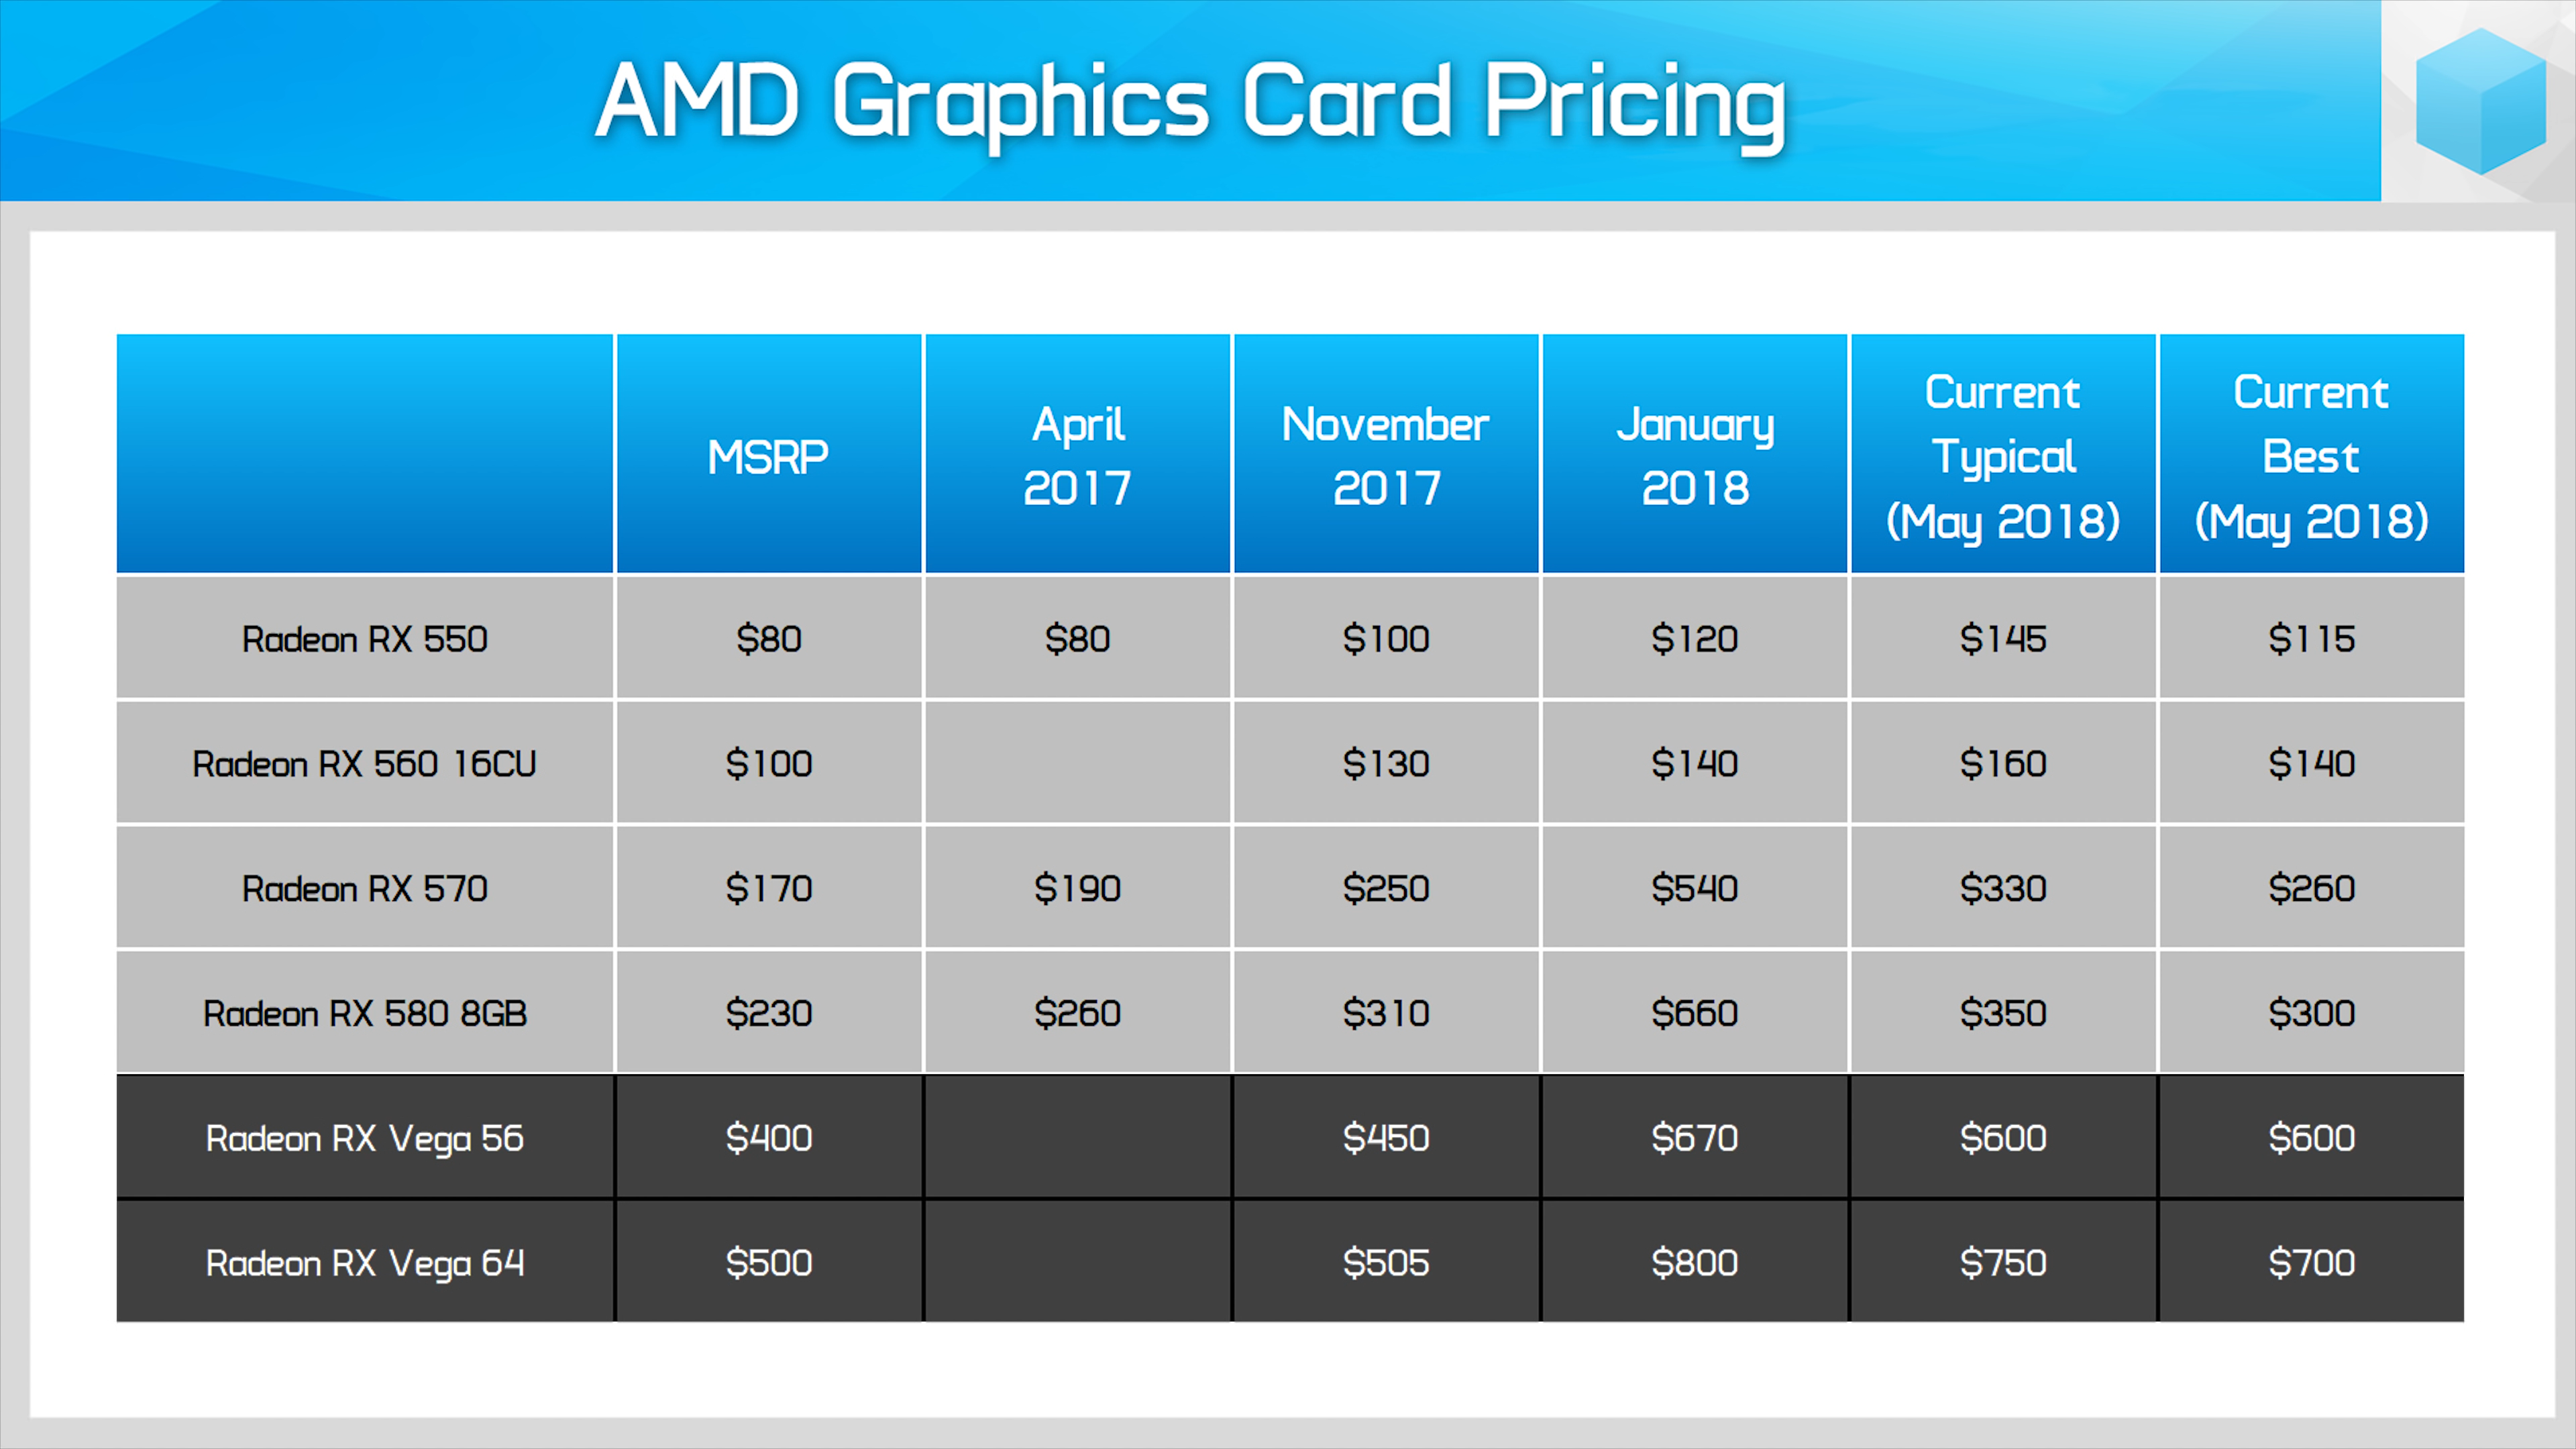 AMD Graphics Card Pricing
MSRP
April
2017
November
2017
January
2018
Current
Typical
(May 2018)
Current
Best
(May 2018)
Radeon RX 550 $80 $80 $100 $120 $145 $115
Radeon RX 560 16CU $100 $130 $140 $160 $140
Radeon RX 570 $170 $190 $250 $540 $330 $260
Radeon RX 580 8GB $230 $260 $310 $660 $350 $300
Radeon RX Vega 56 $400 $450 $670 $600 $600
Radeon RX Vega 64 $500 $505 $800 $750 $700